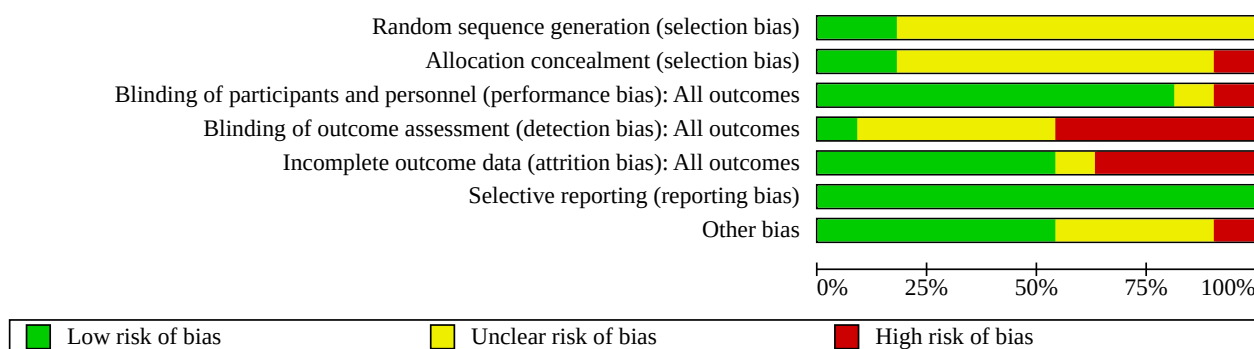 Random sequence generation (selection bias)
Allocation concealment (selection bias)
Blinding of participants and personnel (performance bias): All outcomes
Blinding of outcome assessment (detection bias): All outcomes
Incomplete outcome data (attrition bias): All outcomes
Selective reporting (reporting bias)
Other bias
0% 25% 50% 75% 100%
Low risk of bias Unclear risk of bias High risk of bias